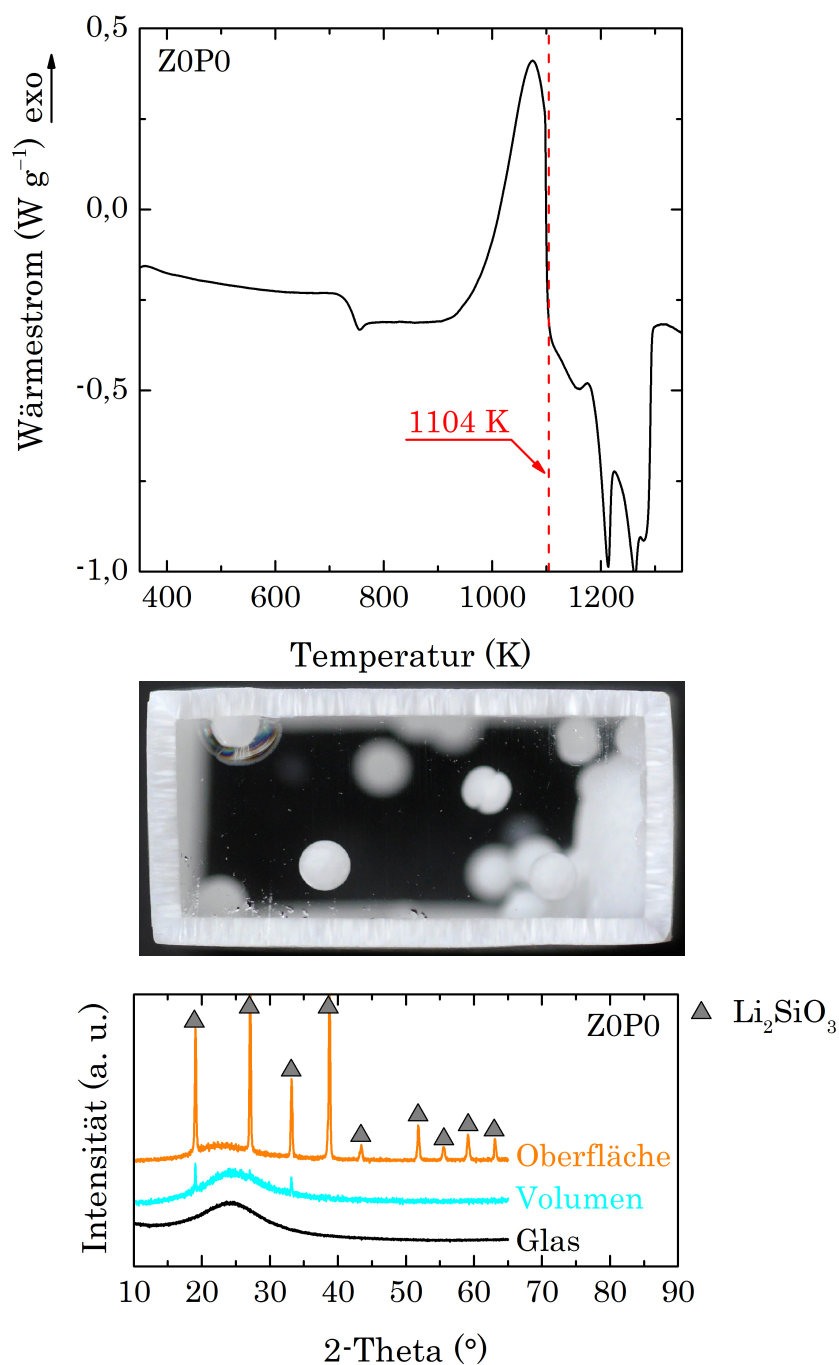 0,5
Z0P0
Wärmestrom (W g⁻¹) exo
0,0
-0,5
1104 K
-1,0
400 600 800 1000 1200
Temperatur (K)
Z0P0
Li₂SiO₃
Intensität (a. u.)
Oberfläche
Volumen
Glas
10 20 30 40 50 60 70 80 90
2-Theta (°)